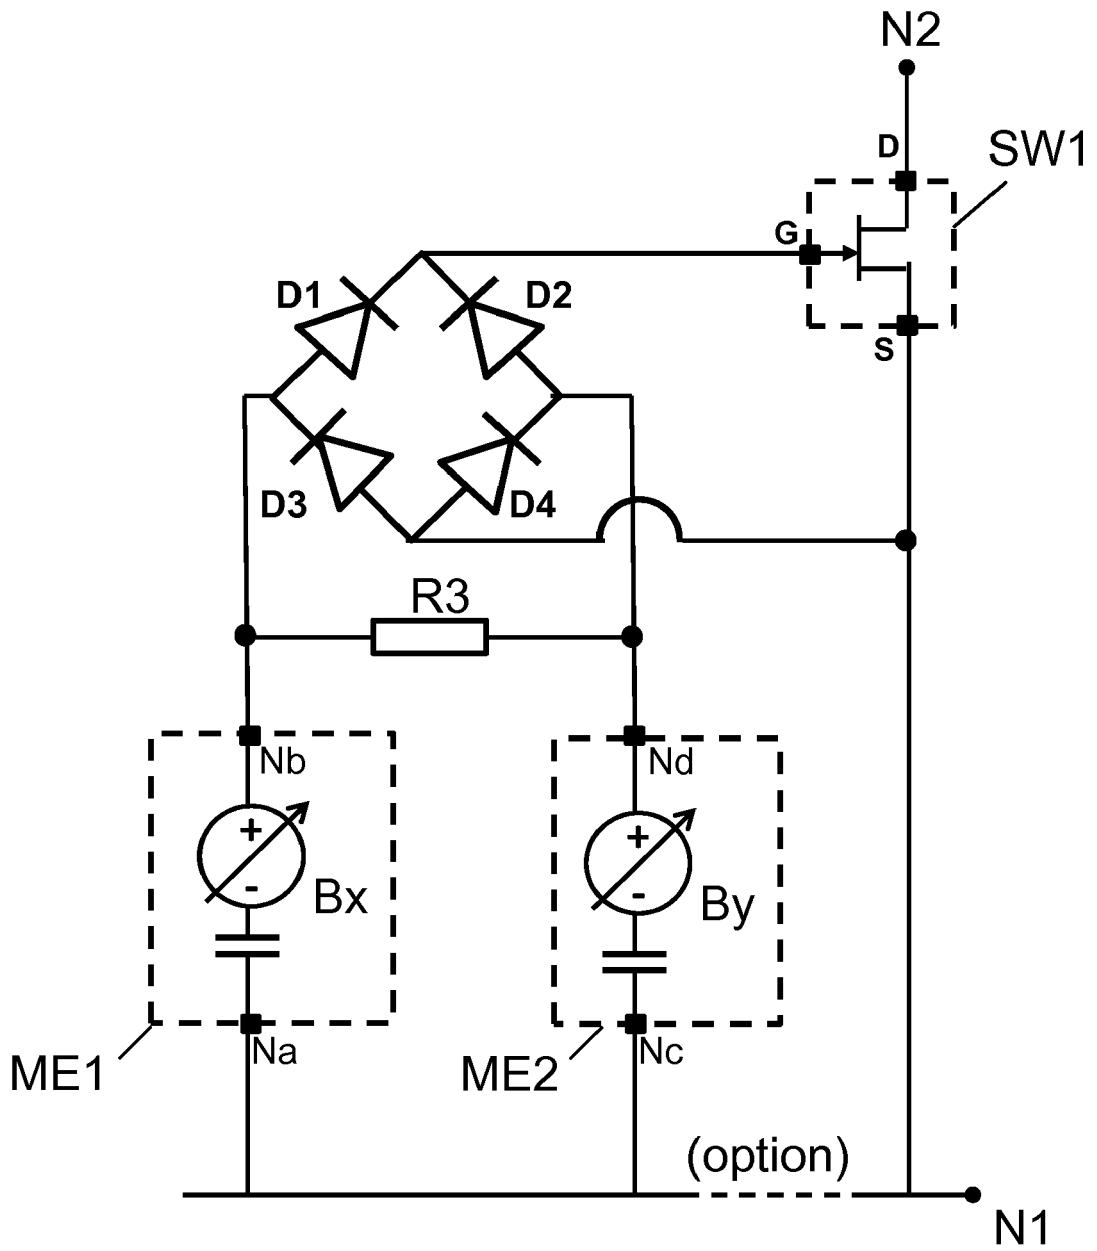 N2
D
SW1
G
D1
D2
S
D3
D4
R3
Nb
Nd
+
+
-
-
Bx
By
Na
Nc
ME1
ME2
(option)
N1